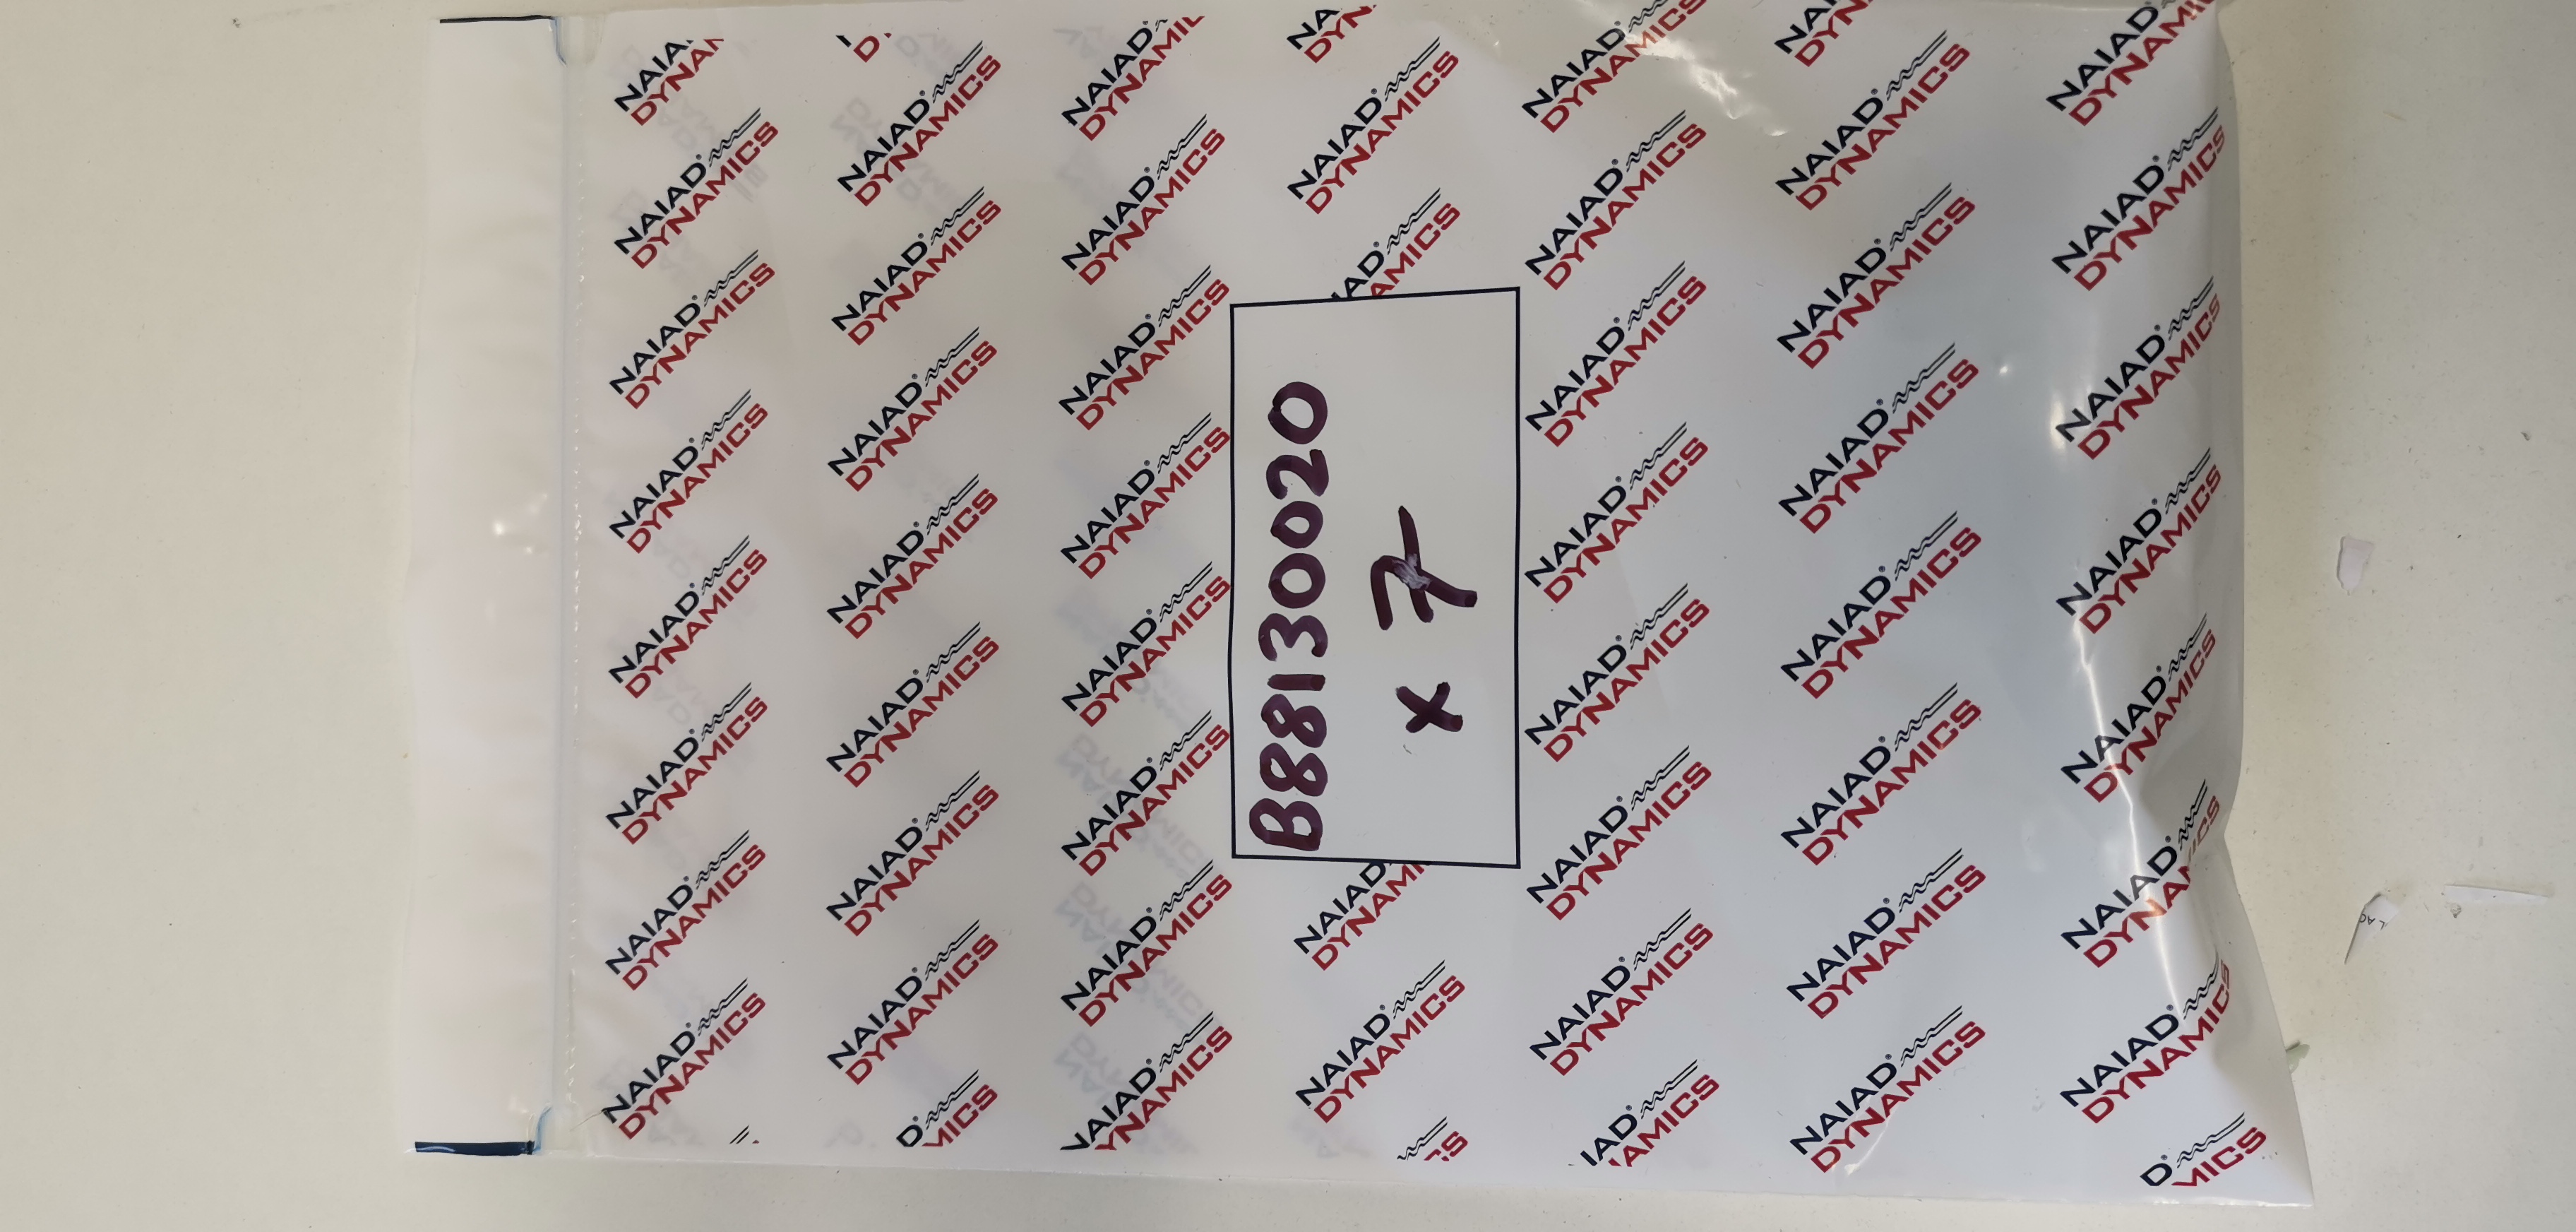 B88130020
x 7
NAIAD®
DYNAMICS